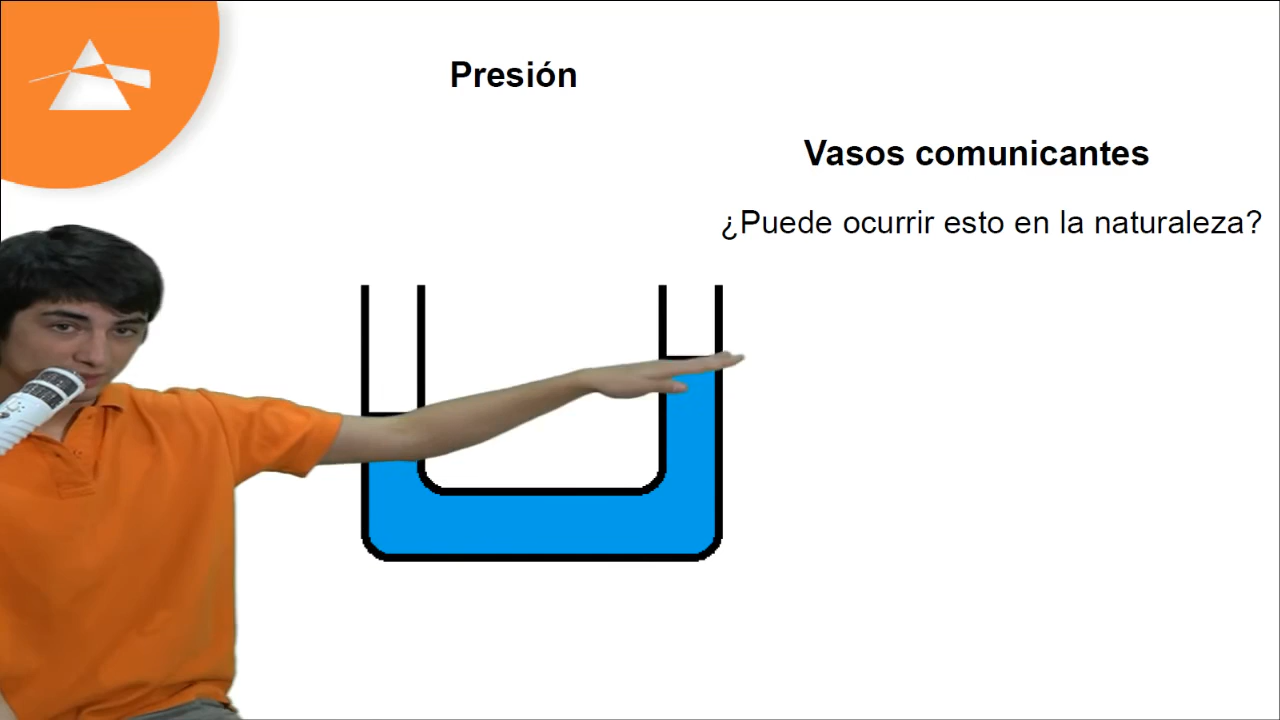 Presión
Vasos comunicantes
¿Puede ocurrir esto en la naturaleza?